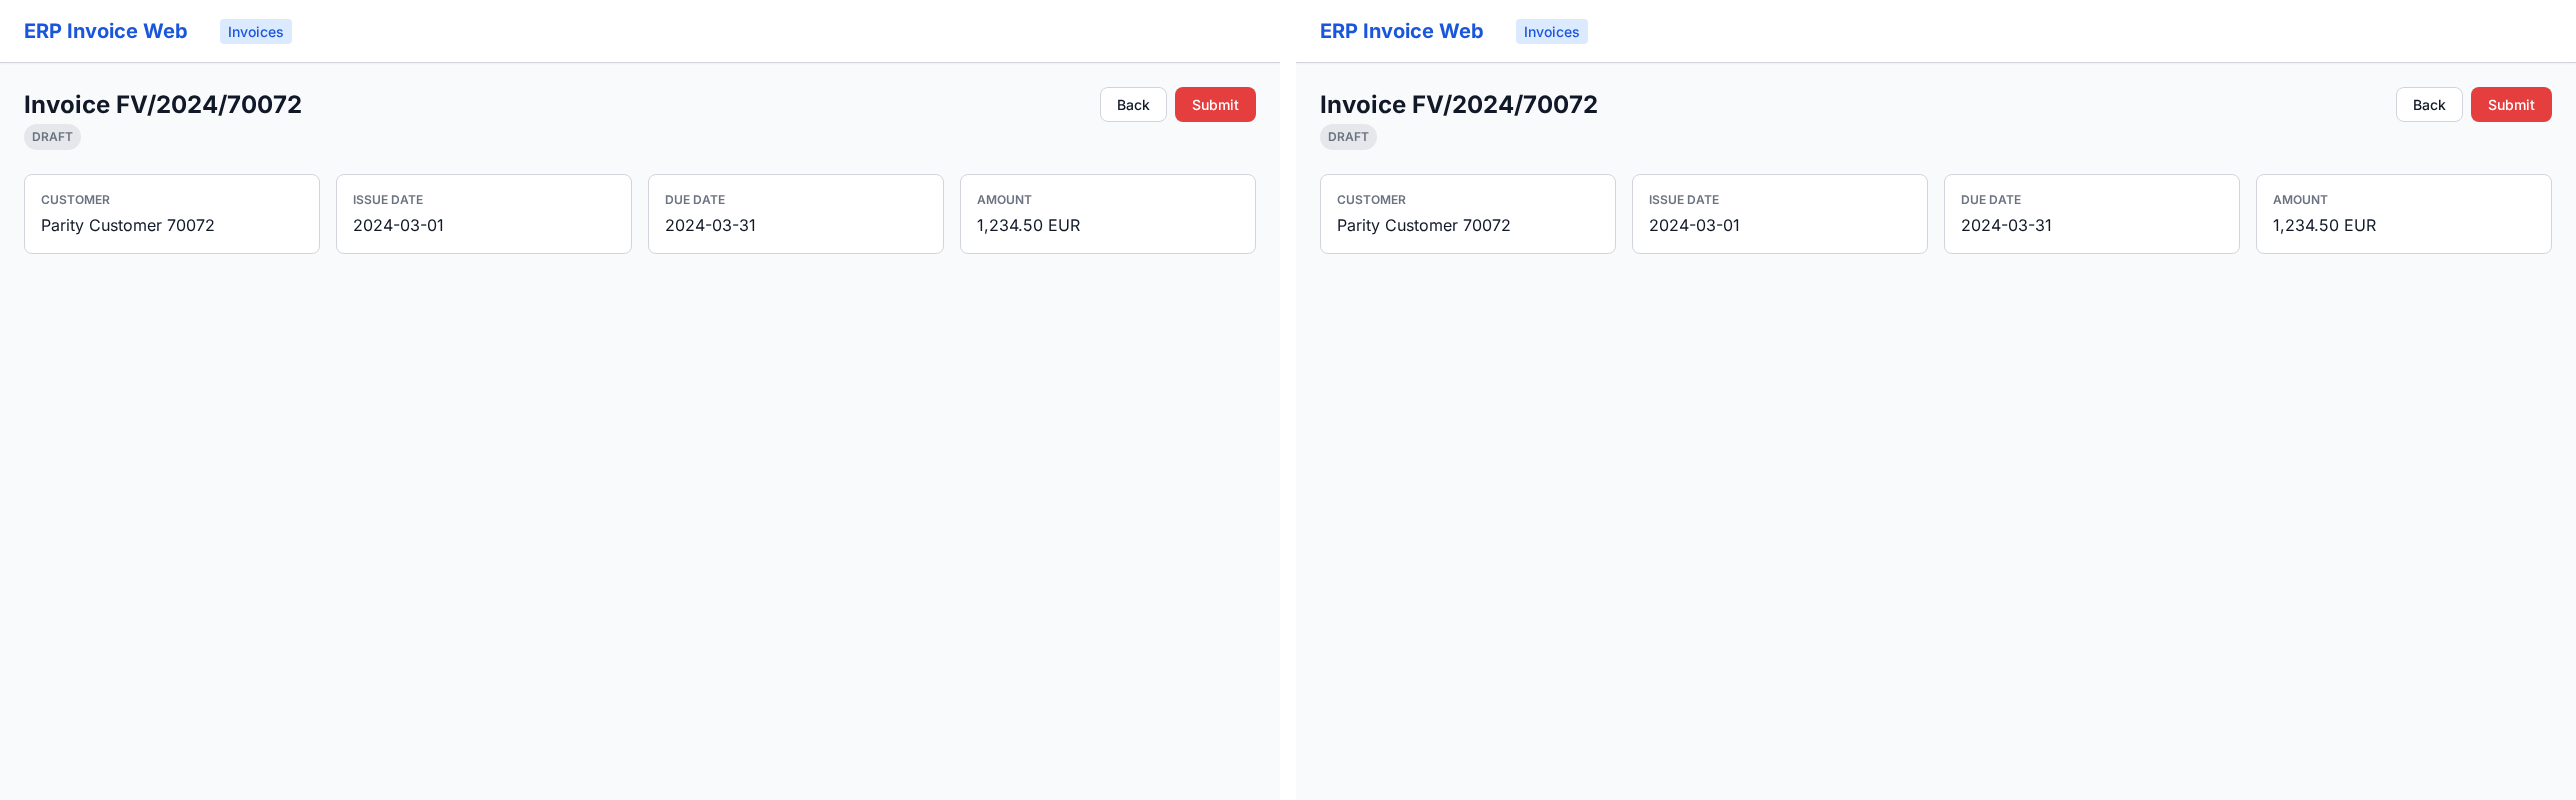 ERP Invoice Web Invoices
Invoice FV/2024/70072
Back Submit
DRAFT
CUSTOMER
Parity Customer 70072
ISSUE DATE
2024-03-01
DUE DATE
2024-03-31
AMOUNT
1,234.50 EUR
ERP Invoice Web Invoices
Invoice FV/2024/70072
Back Submit
DRAFT
CUSTOMER
Parity Customer 70072
ISSUE DATE
2024-03-01
DUE DATE
2024-03-31
AMOUNT
1,234.50 EUR